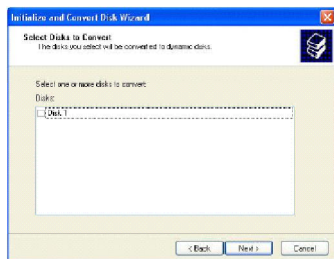 Initialize and Convert Disk Wizard
Select Disks to Convert
The disks you select will be converted to dynamic disks.
Select one or more disks to convert
Disks:
Disk 1
< Back
Next >
Cancel